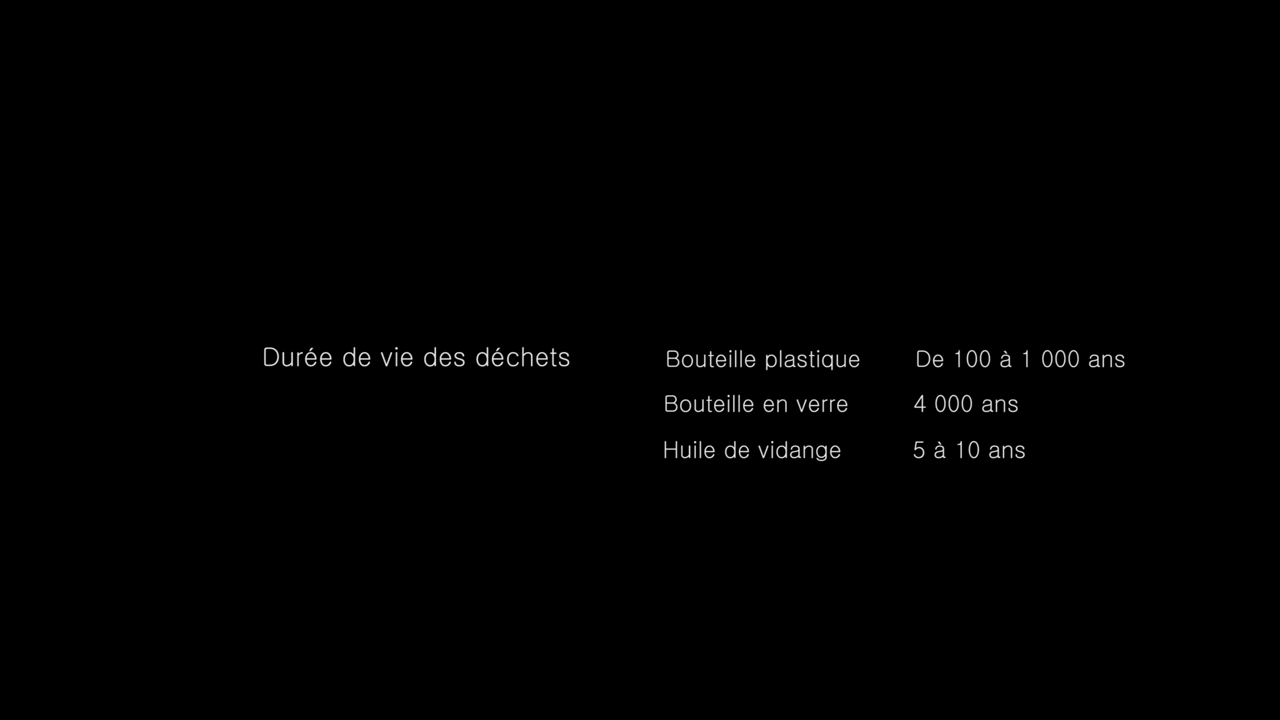 Durée de vie des déchets
Bouteille plastique De 100 à 1 000 ans
Bouteille en verre 4 000 ans
Huile de vidange 5 à 10 ans